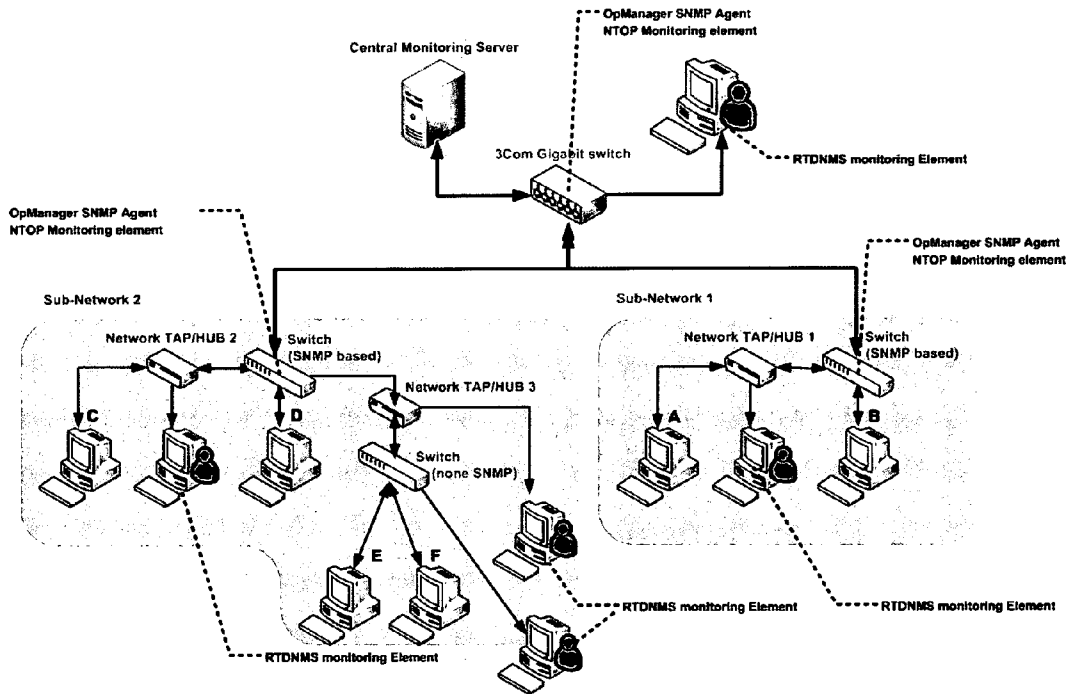 OpManager SNMP Agent
NTOP Monitoring element
Central Monitoring Server
3Com Gigabit switch
RTDNMS monitoring Element
OpManager SNMP Agent
NTOP Monitoring element
OpManager SNMP Agent
NTOP Monitoring element
Sub-Network 2
Sub-Network 1
Network TAP/HUB 2
Switch
(SNMP based)
Network TAP/HUB 1
Switch
(SNMP based)
Network TAP/HUB 3
C
D
A
B
Switch
(none SNMP)
E
F
RTDNMS monitoring Element
RTDNMS monitoring Element
RTDNMS monitoring Element